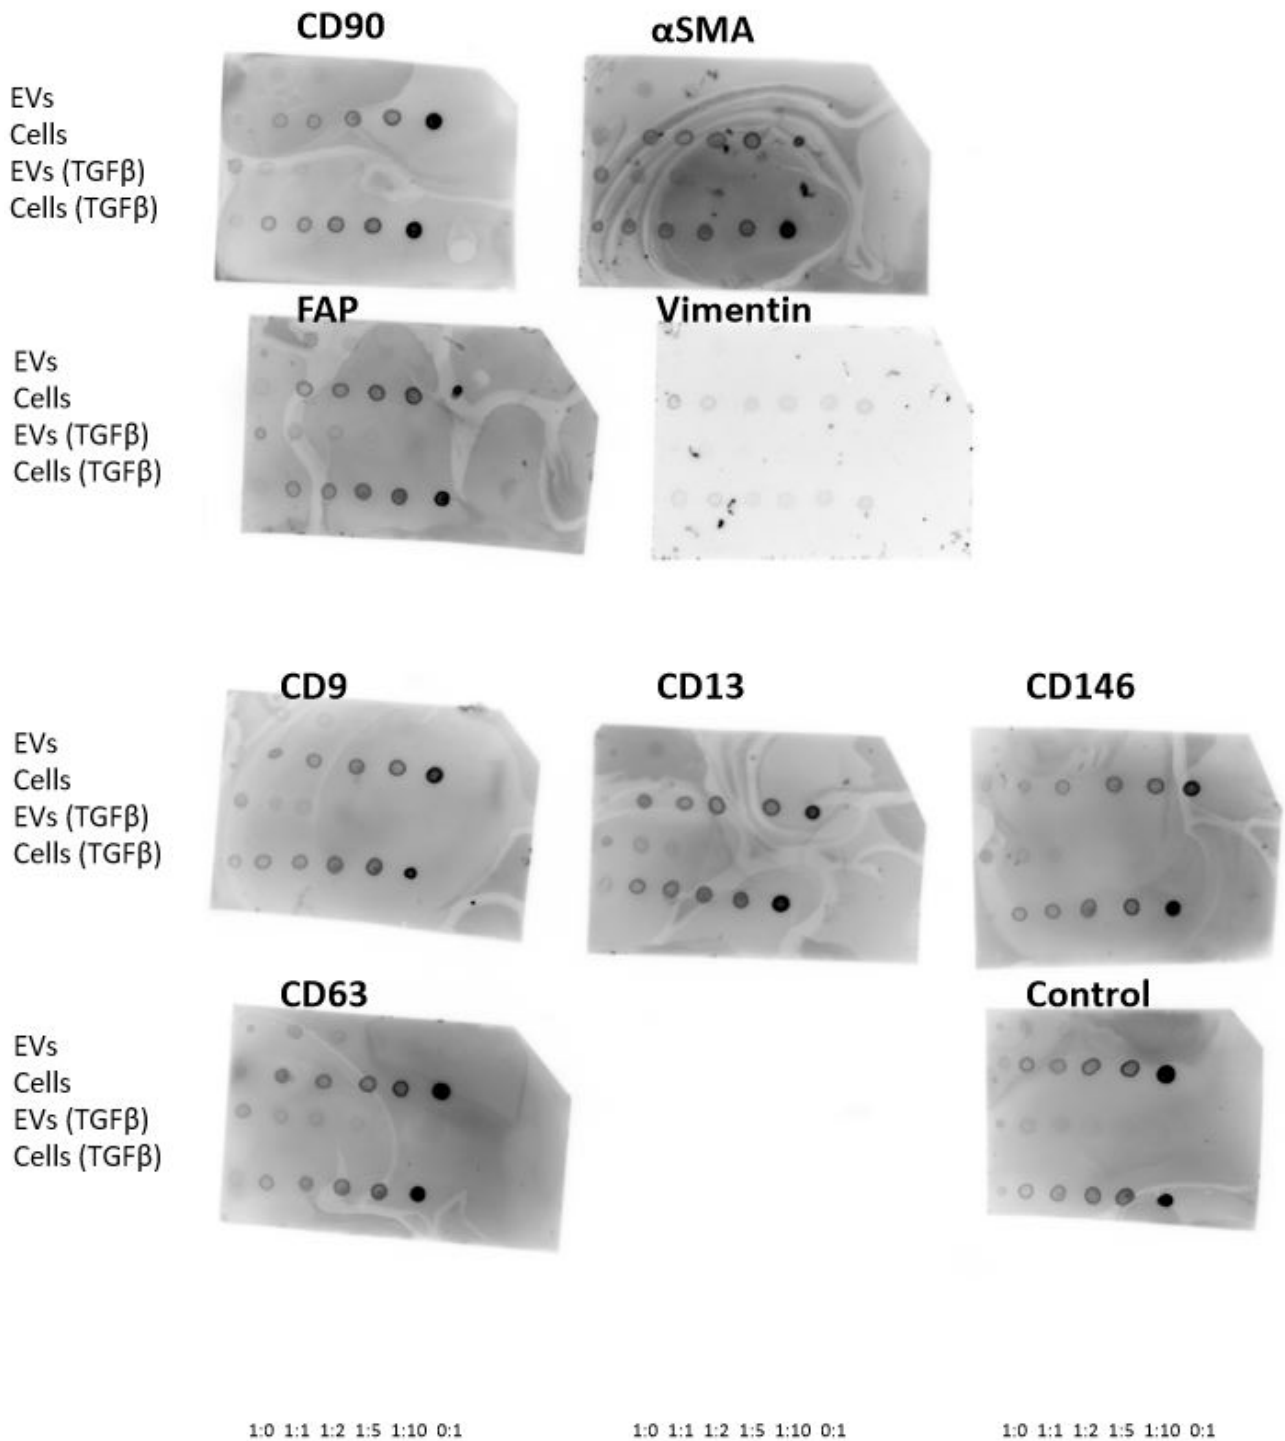 CD90 αSMA
EVs
Cells
EVs (TGFβ)
Cells (TGFβ)
FAP Vimentin
EVs
Cells
EVs (TGFβ)
Cells (TGFβ)
CD9 CD13 CD146
EVs
Cells
EVs (TGFβ)
Cells (TGFβ)
CD63 Control
EVs
Cells
EVs (TGFβ)
Cells (TGFβ)
1:0 1:1 1:2 1:5 1:10 0:1 1:0 1:1 1:2 1:5 1:10 0:1 1:0 1:1 1:2 1:5 1:10 0:1